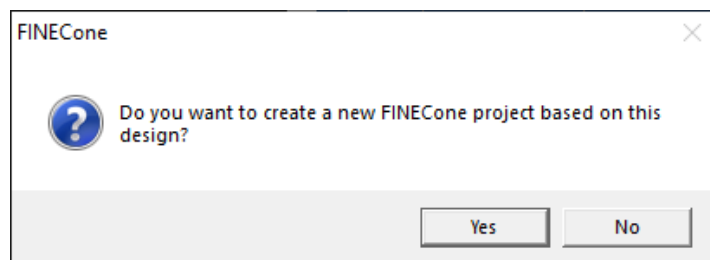 FINECone
Do you want to create a new FINECone project based on this
design?
Yes
No